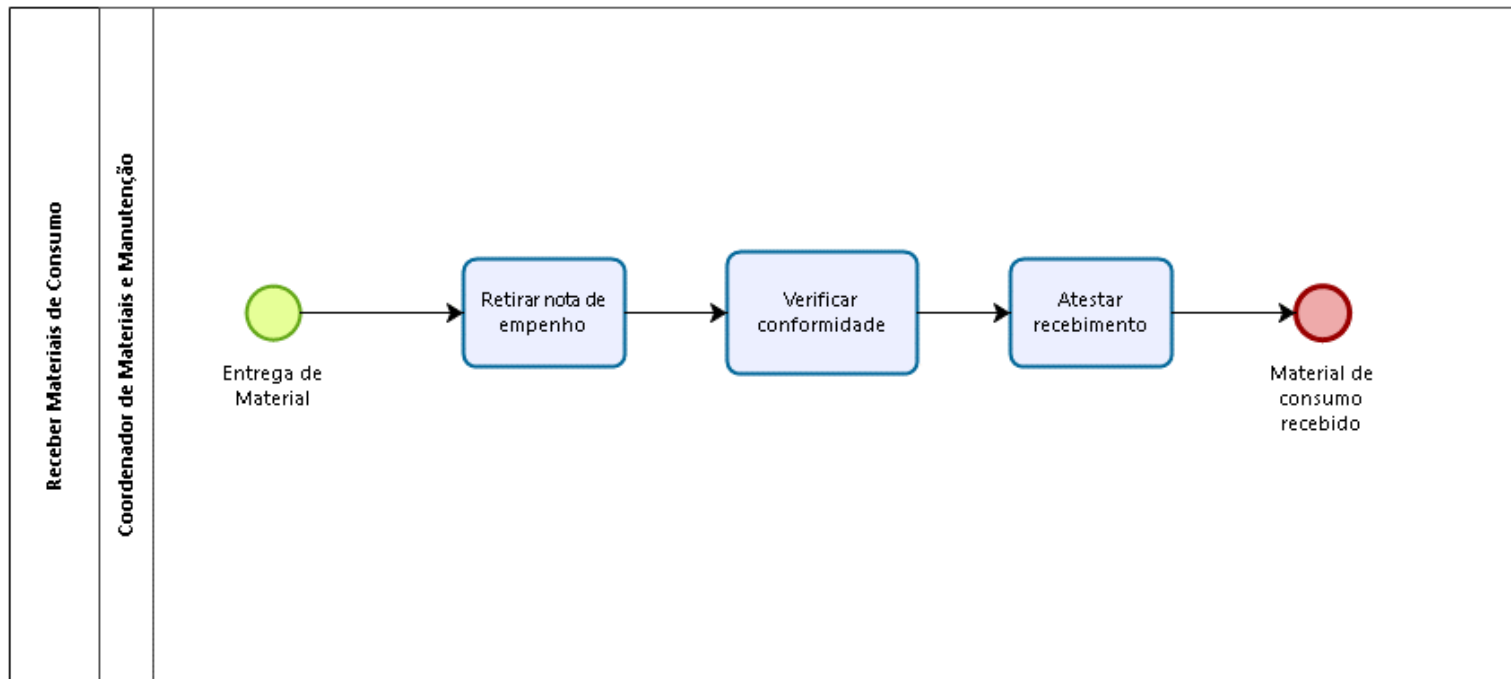 Receber Materiais de Consumo
Coordenador de Materiais e Manutenção
Entrega de
Material
Retirar nota de
empenho
Verificar
conformidade
Atestar
recebimento
Material de
consumo
recebido